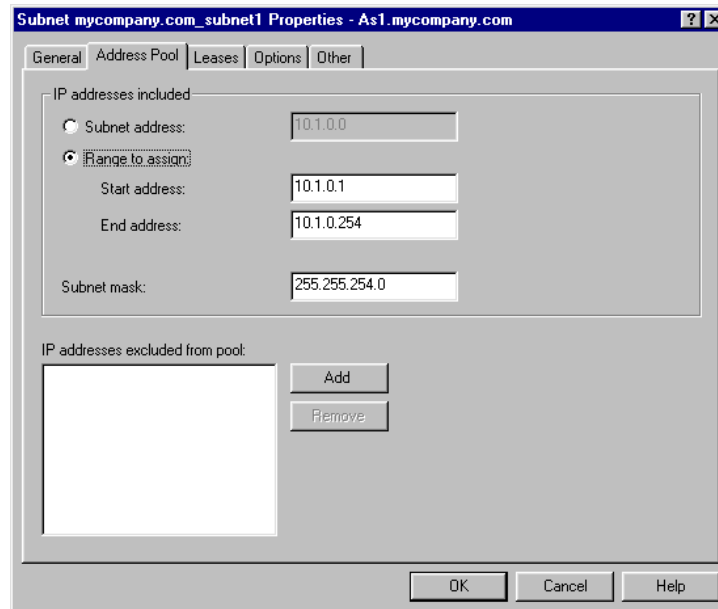 Subnet mycompany.com_subnet1 Properties - As1.mycompany.com
General Address Pool Leases Options Other
IP addresses included
Subnet address: 10.1.0.0
Range to assign:
Start address: 10.1.0.1
End address: 10.1.0.254
Subnet mask: 255.255.254.0
IP addresses excluded from pool:
Add
Remove
OK Cancel Help